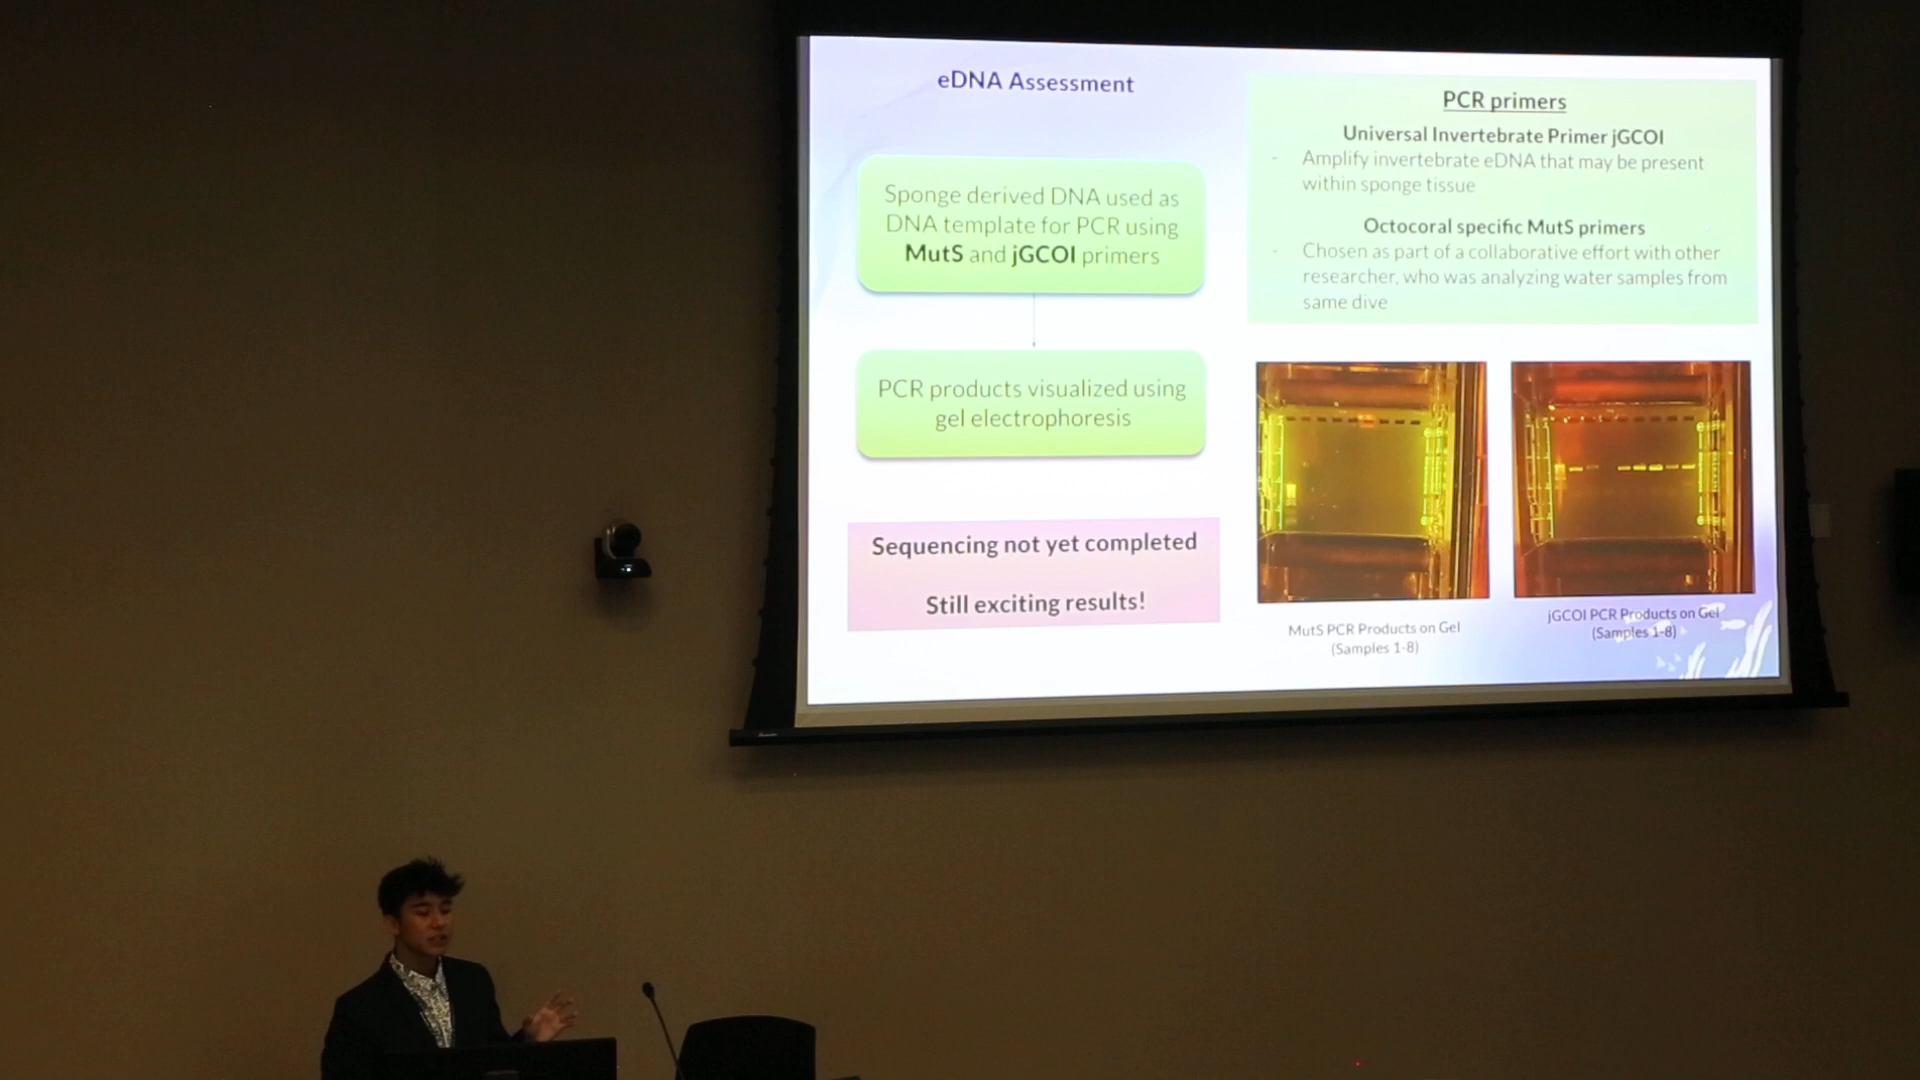 eDNA Assessment
Sponge derived DNA used as
DNA template for PCR using
MutS and jGCOI primers
PCR products visualized using
gel electrophoresis
Sequencing not yet completed
Still exciting results!
PCR primers
Universal Invertebrate Primer jGCOI
- Amplify invertebrate eDNA that may be present
within sponge tissue
Octocoral specific MutS primers
- Chosen as part of a collaborative effort with other
researcher, who was analyzing water samples from
same dive
MutS PCR Products on Gel
(Samples 1-8)
jGCOI PCR Products on Gel
(Samples 1-8)